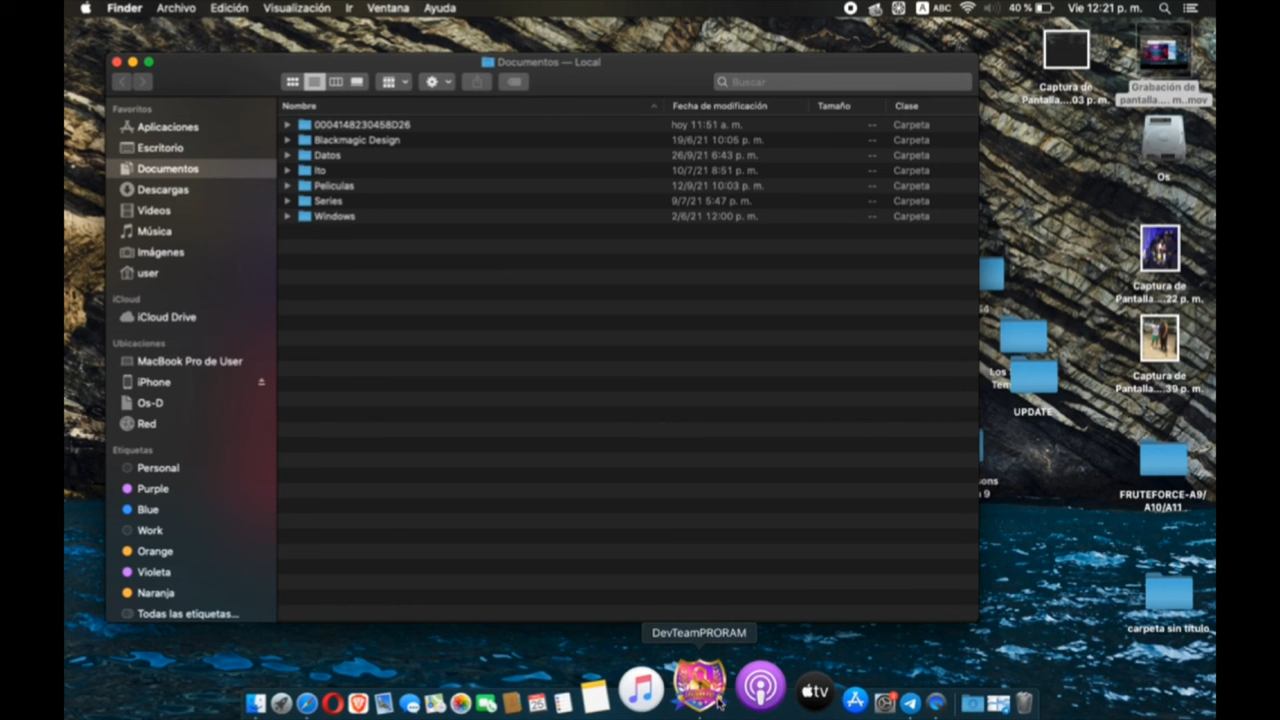 Finder Archivo Edición Visualización Ir Ventana Ayuda A ABC 40 % Vie 12:21 p. m.
Documentos — Local
Buscar
Favoritos
Aplicaciones
Escritorio
Documentos
Descargas
Videos
Música
Imágenes
user
iCloud
iCloud Drive
Ubicaciones
MacBook Pro de User
iPhone
Os-D
Red
Etiquetas
Personal
Purple
Blue
Work
Orange
Violeta
Naranja
Todas las etiquetas...
Nombre Fecha de modificación Tamaño Clase
0004148230458D26 hoy 11:51 a. m. -- Carpeta
Blackmagic Design 19/6/21 10:05 p. m. -- Carpeta
Datos 26/9/21 6:43 p. m. -- Carpeta
Ito 10/7/21 8:51 p. m. -- Carpeta
Peliculas 12/9/21 10:03 p. m. -- Carpeta
Series 9/7/21 5:47 p. m. -- Carpeta
Windows 2/6/21 12:00 p. m. -- Carpeta
Captura de
Pantalla....03 p. m.
Grabación de
pantalla.... m..mov
Os
Captura de
Pantalla....22 p. m.
Captura de
Pantalla....39 p. m.
Los
UPDATE
FRUTEFORCE-A9/
A10/A11
carpeta sin título
DevTeamPRORAM
tv